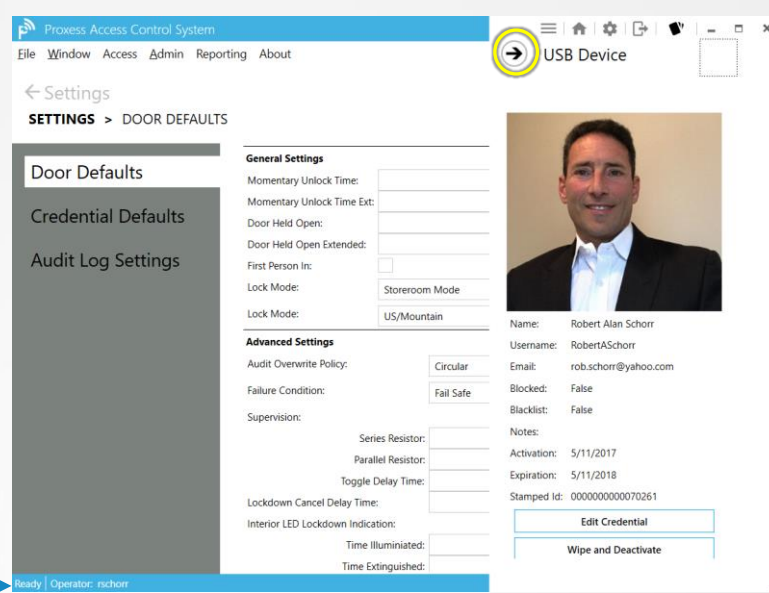 Proxess Access Control System
File Window Access Admin Reporting About
USB Device
Settings
SETTINGS > DOOR DEFAULTS
Door Defaults
Credential Defaults
Audit Log Settings
General Settings
Momentary Unlock Time:
Momentary Unlock Time Ext:
Door Held Open:
Door Held Open Extended:
First Person In:
Lock Mode: Storeroom Mode
Lock Mode: US/Mountain
Advanced Settings
Audit Overwrite Policy: Circular
Failure Condition: Fail Safe
Supervision:
Series Resistor:
Parallel Resistor:
Toggle Delay Time:
Lockdown Cancel Delay Time:
Interior LED Lockdown Indication:
Time Illuminiated:
Time Extinguished:
Name: Robert Alan Schorr
Username: RobertASchorr
Email: rob.schorr@yahoo.com
Blocked: False
Blacklist: False
Notes:
Activation: 5/11/2017
Expiration: 5/11/2018
Stamped Id: 0000000000070261
Edit Credential
Wipe and Deactivate
Ready Operator: rschorr